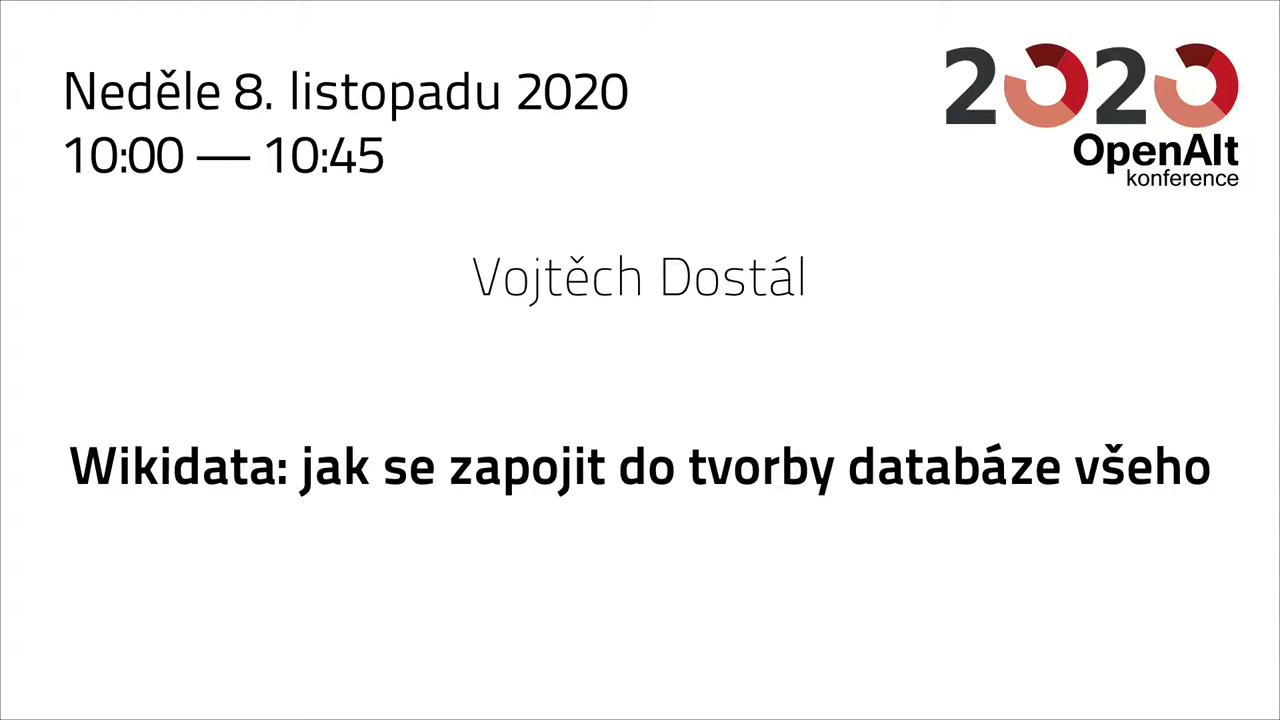 Neděle 8. listopadu 2020
10:00 — 10:45
2020
OpenAlt
konference
Vojtěch Dostál
Wikidata: jak se zapojit do tvorby databáze všeho